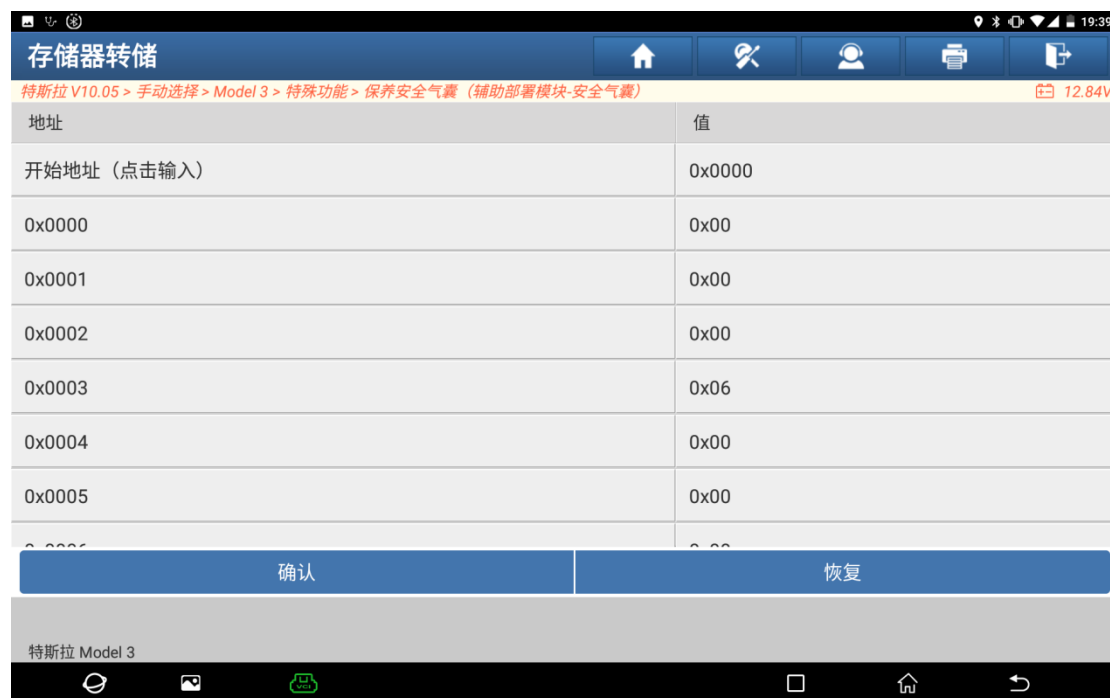 19:39
存储器转储
特斯拉 V10.05 > 手动选择 > Model 3 > 特殊功能 > 保养安全气囊（辅助部署模块-安全气囊） 12.84V
地址 值
开始地址（点击输入） 0x0000
0x0000 0x00
0x0001 0x00
0x0002 0x00
0x0003 0x06
0x0004 0x00
0x0005 0x00
确认 恢复
特斯拉 Model 3
VCI